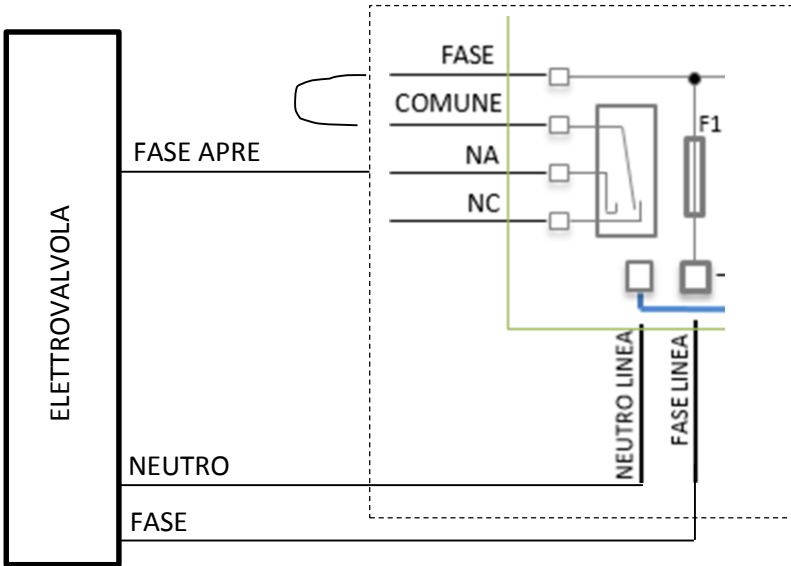 FASE
COMUNE
F1
FASE APRE
NA
NC
ELETTROVALVOLA
NEUTRO LINEA
FASE LINEA
NEUTRO
FASE